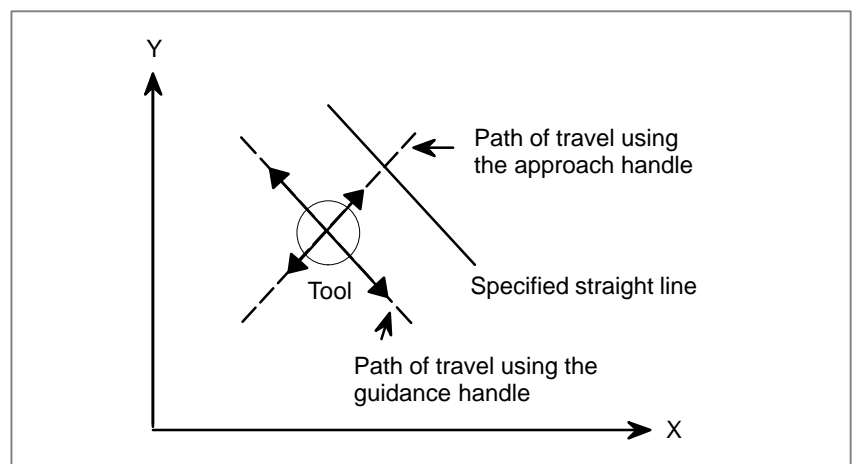 Y
Path of travel using
the approach handle
Tool
Specified straight line
Path of travel using the
guidance handle
X